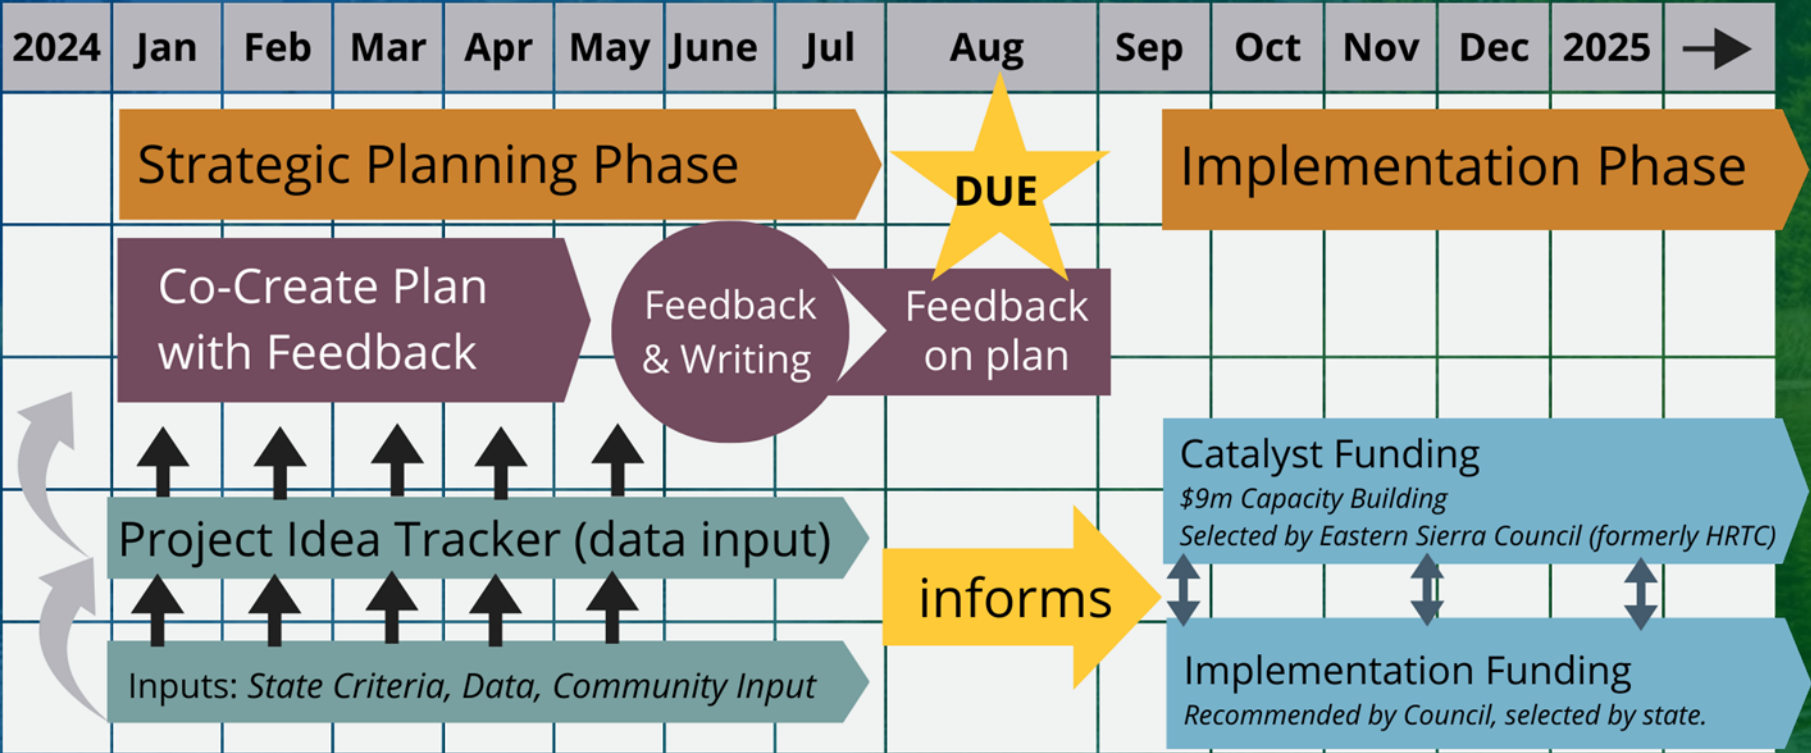 2024 Jan Feb Mar Apr May June Jul Aug Sep Oct Nov Dec 2025
Strategic Planning Phase
DUE
Implementation Phase
Co-Create Plan
with Feedback
Feedback
& Writing
Feedback
on plan
Project Idea Tracker (data input)
Inputs: State Criteria, Data, Community Input
informs
Catalyst Funding
$9m Capacity Building
Selected by Eastern Sierra Council (formerly HRTC)
Implementation Funding
Recommended by Council, selected by state.